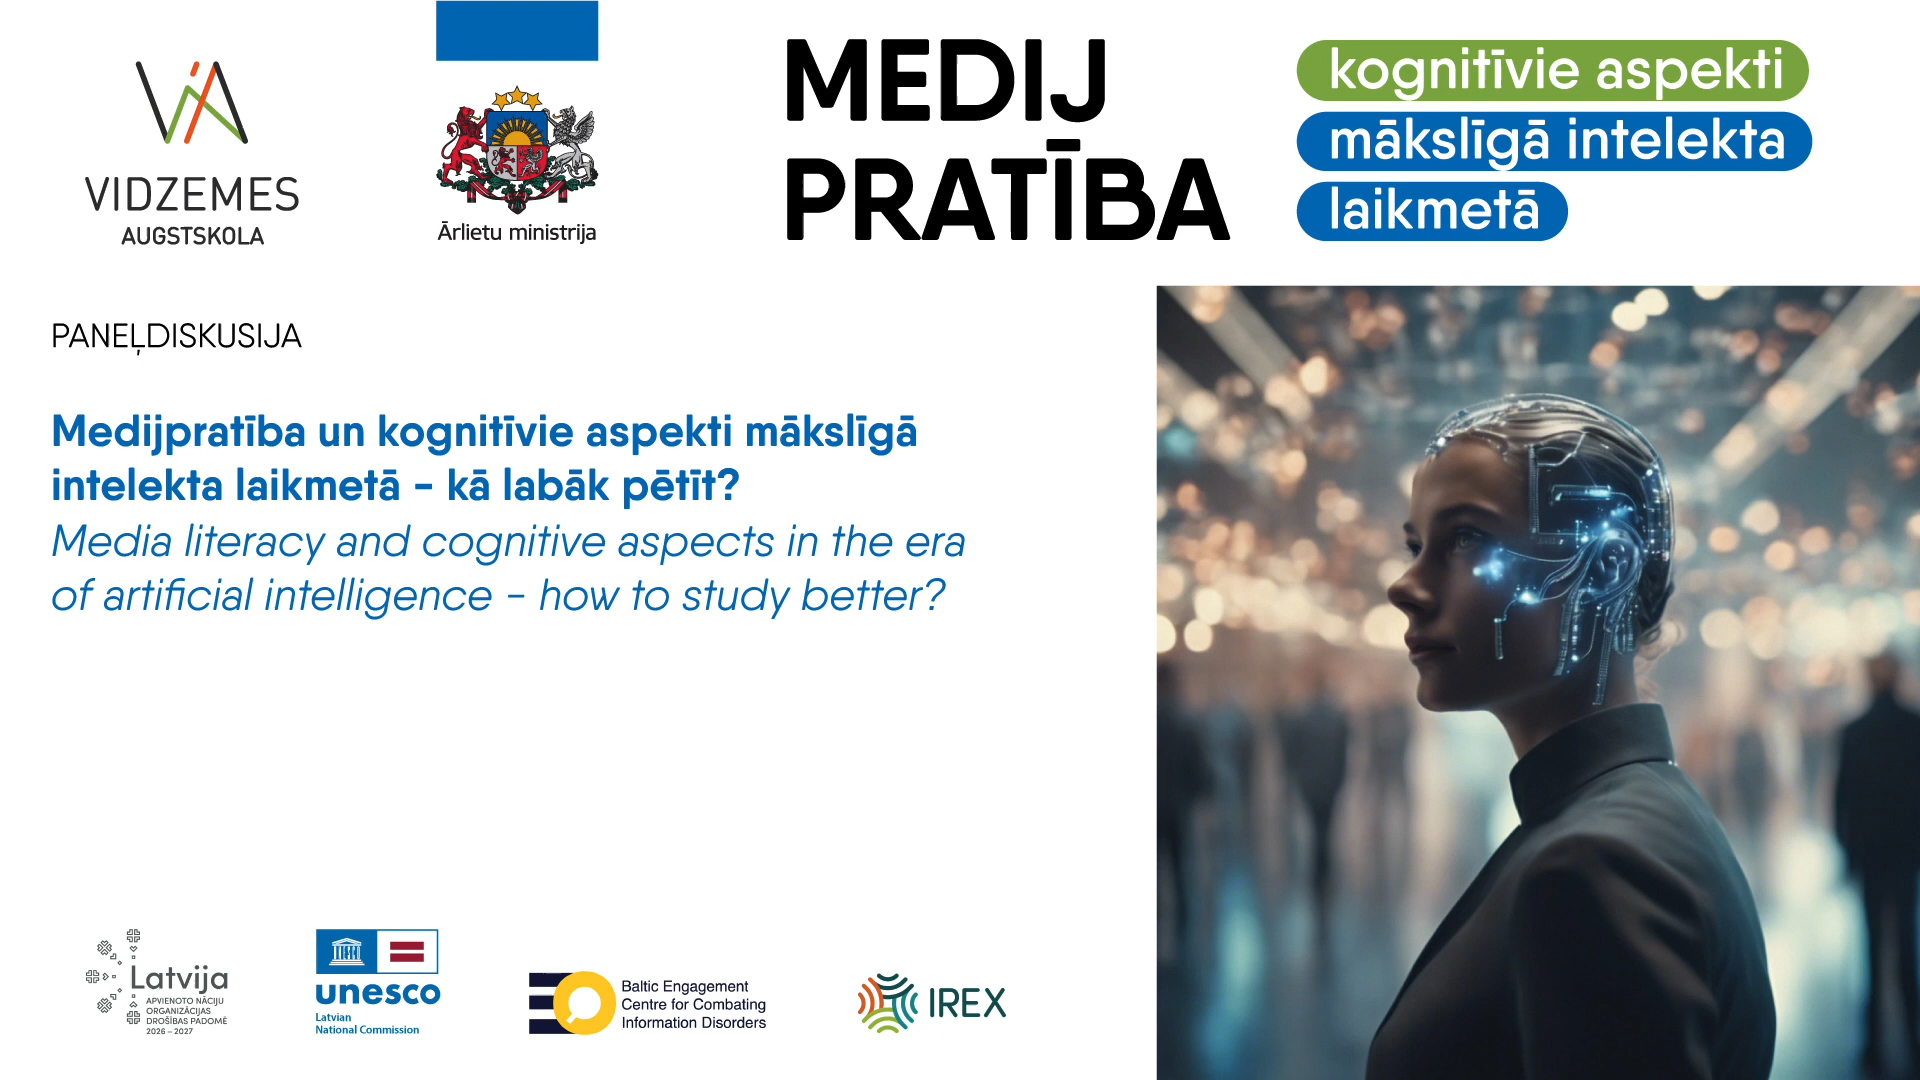 VIDZEMES
AUGSTSKOLA
Ārlietu ministrija
MEDIJ
PRATĪBA
kognitīvie aspekti
mākslīgā intelekta
laikmetā
PANEĻDISKUSIJA
Medijpratība un kognitīvie aspekti mākslīgā
intelekta laikmetā - kā labāk pētīt?
Media literacy and cognitive aspects in the era
of artificial intelligence - how to study better?
Latvija
APVIENOTO NĀCIJU
ORGANIZĀCIJAS
DROŠĪBAS PADOMĒ
2026 – 2027
unesco
Latvian
National Commission
Baltic Engagement
Centre for Combating
Information Disorders
IREX